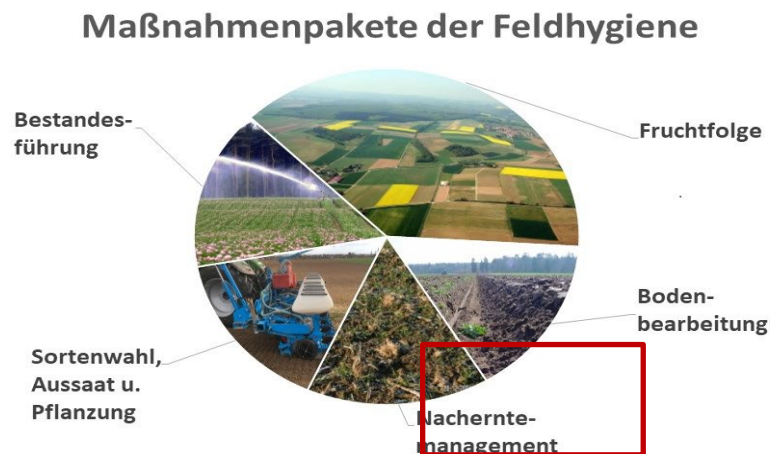 Maßnahmenpakete der Feldhygiene
Bestandes-
führung
Fruchtfolge
Boden-
bearbeitung
Sortenwahl,
Aussaat u.
Pflanzung
Nachernte-
management